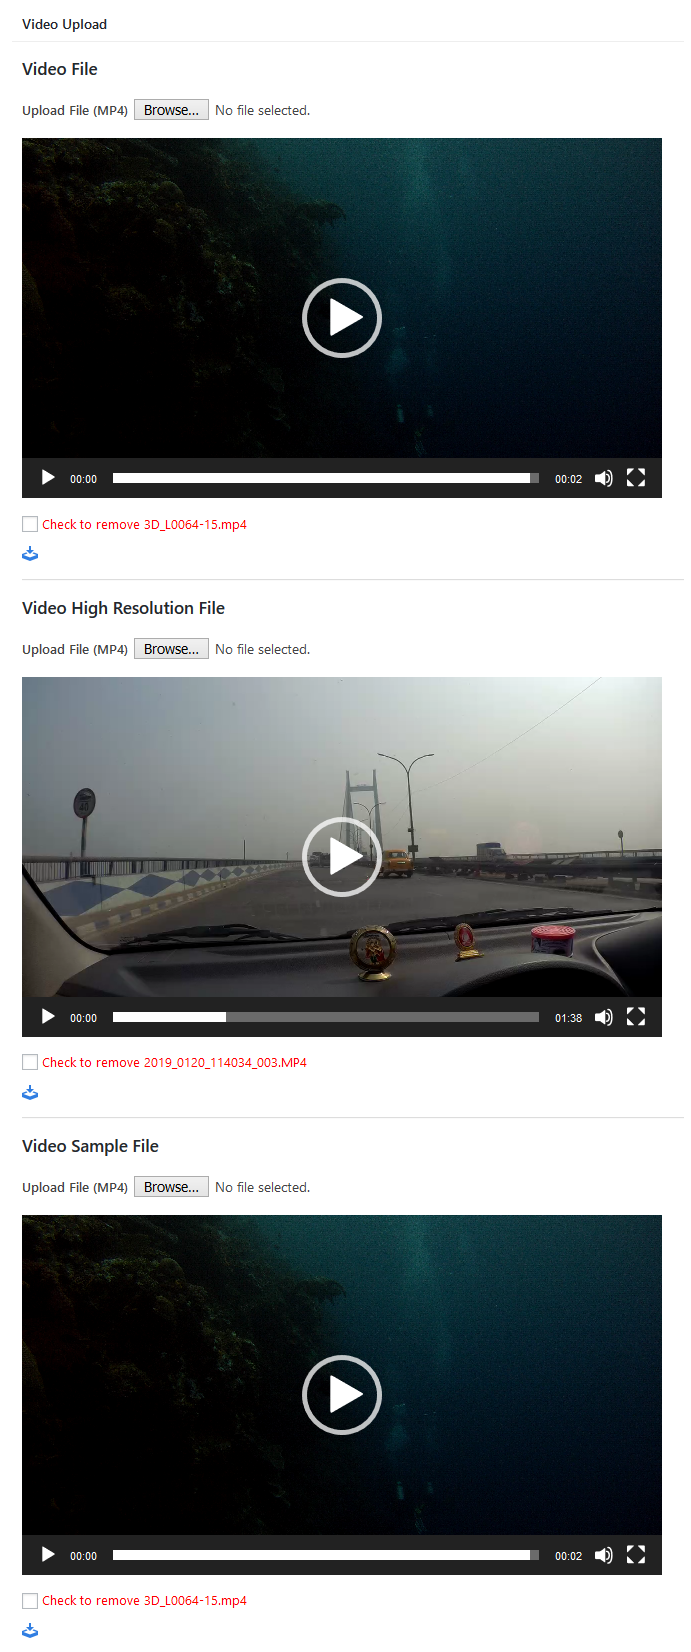 Video Upload
Video File
Upload File (MP4) Browse... No file selected.
00:00 00:02
Check to remove 3D_L0064-15.mp4
Video High Resolution File
Upload File (MP4) Browse... No file selected.
00:00 01:38
Check to remove 2019_0120_114034_003.MP4
Video Sample File
Upload File (MP4) Browse... No file selected.
00:00 00:02
Check to remove 3D_L0064-15.mp4